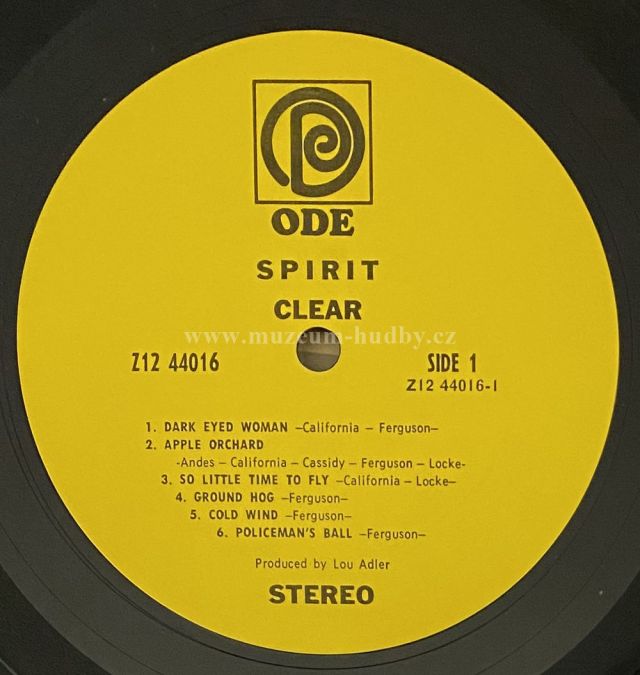 ODE
SPIRIT
CLEAR
www.muzeum-hudby.cz
Z12 44016 SIDE 1
Z12 44016-1
1. DARK EYED WOMAN –California – Ferguson–
2. APPLE ORCHARD
-Andes – California – Cassidy – Ferguson – Locke-
3. SO LITTLE TIME TO FLY –California – Locke–
4. GROUND HOG –Ferguson–
5. COLD WIND –Ferguson–
6. POLICEMAN'S BALL –Ferguson–
Produced by Lou Adler
STEREO